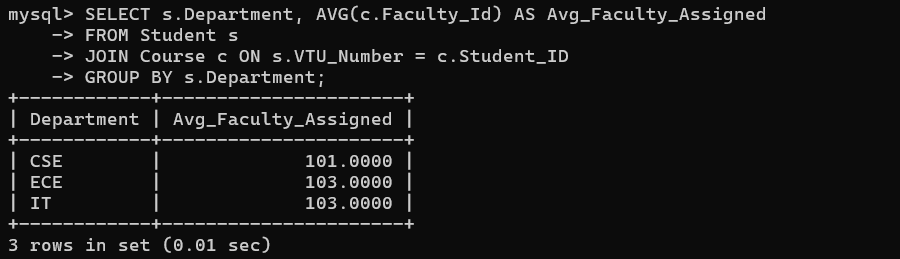 mysql> SELECT s.Department, AVG(c.Faculty_Id) AS Avg_Faculty_Assigned
    -> FROM Student s
    -> JOIN Course c ON s.VTU_Number = c.Student_ID
    -> GROUP BY s.Department;
+------------+----------------------+
| Department | Avg_Faculty_Assigned |
+------------+----------------------+
| CSE        |             101.0000 |
| ECE        |             103.0000 |
| IT         |             103.0000 |
+------------+----------------------+
3 rows in set (0.01 sec)